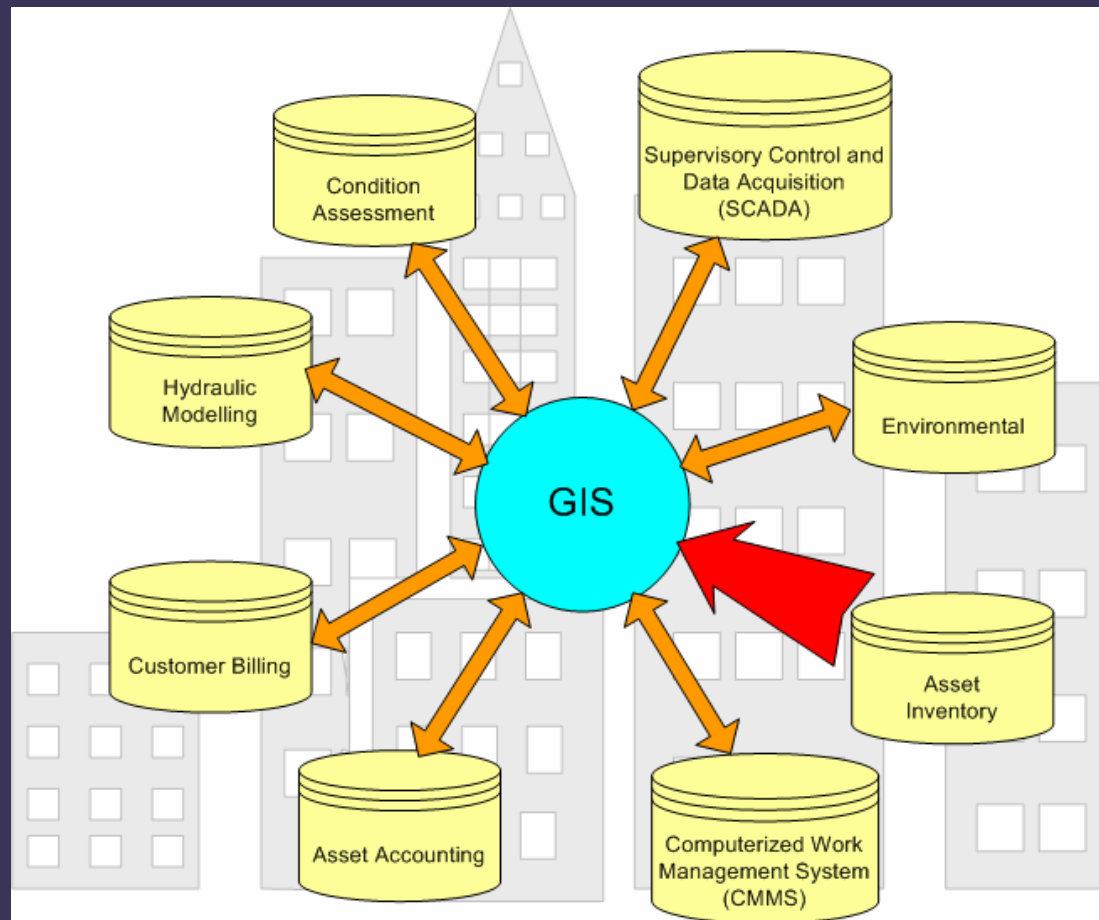 Condition
Assessment
Supervisory Control and
Data Acquisition
(SCADA)
Hydraulic
Modelling
Environmental
GIS
Customer Billing
Asset
Inventory
Asset Accounting
Computerized Work
Management System
(CMMS)